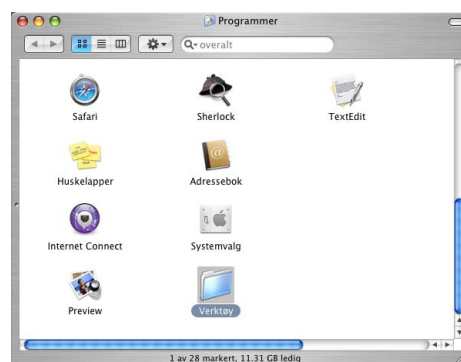 Programmer
overalt
Safari
Sherlock
TextEdit
Huskelapper
Adressebok
Internet Connect
Systemvalg
Preview
Verktøy
1 av 28 markert, 11.31 GB ledig